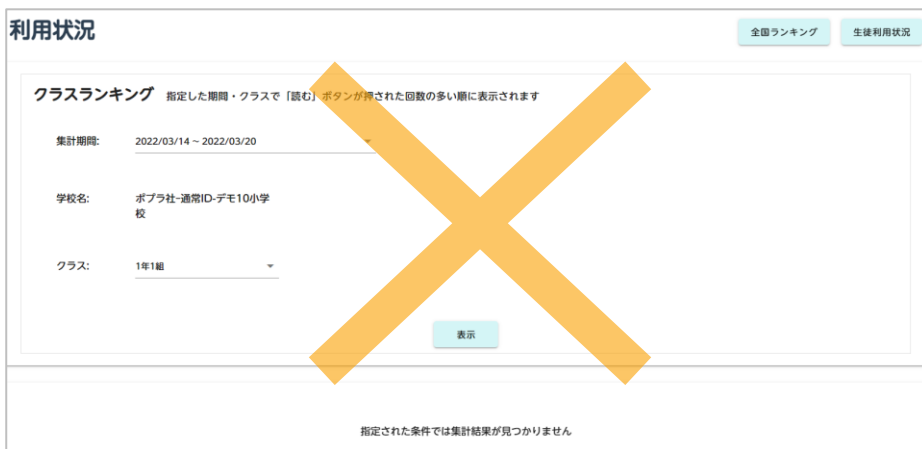 利用状況
全国ランキング
生徒利用状況
クラスランキング 指定した期間・クラスで「読む」ボタンが押された回数の多い順に表示されます
集計期間: 2022/03/14 ~ 2022/03/20
学校名: ポプラ社-通常ID-デモ10小学
校
クラス: 1年1組
表示
指定された条件では集計結果が見つかりません